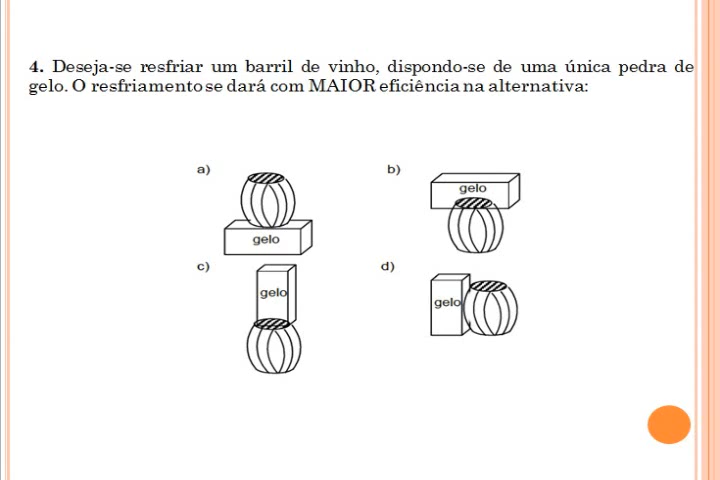 4. Deseja-se resfriar um barril de vinho, dispondo-se de uma única pedra de
gelo. O resfriamento se dará com MAIOR eficiência na alternativa:
a)
gelo
b)
gelo
c)
gelo
d)
gelo